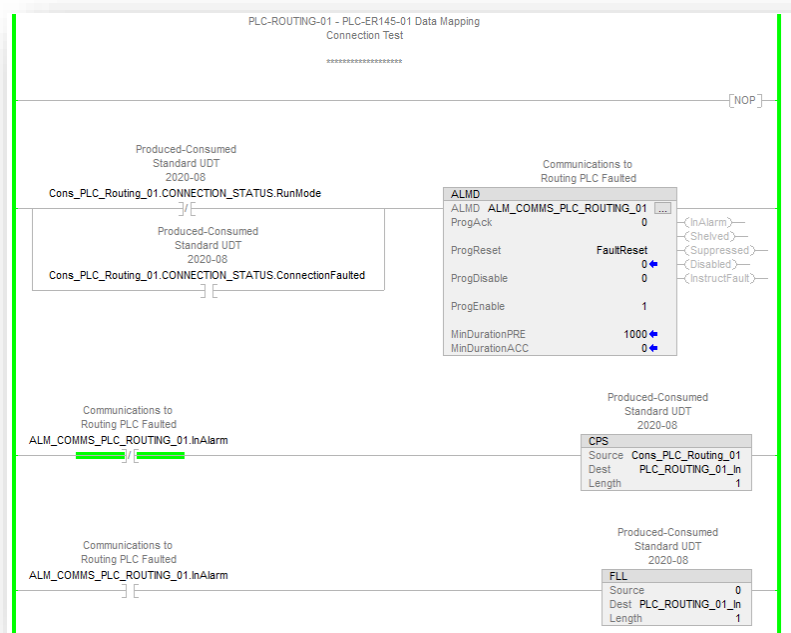 PLC-ROUTING-01 - PLC-ER145-01 Data Mapping
Connection Test
*******************
NOP
Produced-Consumed
Standard UDT
2020-08
Cons_PLC_Routing_01.CONNECTION_STATUS.RunMode
Produced-Consumed
Standard UDT
2020-08
Cons_PLC_Routing_01.CONNECTION_STATUS.ConnectionFaulted
Communications to
Routing PLC Faulted
ALMD
ALMD ALM_COMMS_PLC_ROUTING_01 ...
ProgAck 0
ProgReset FaultReset
0
ProgDisable 0
ProgEnable 1
MinDurationPRE 1000
MinDurationACC 0
InAlarm
Shelved
Suppressed
Disabled
InstructFault
Communications to
Routing PLC Faulted
ALM_COMMS_PLC_ROUTING_01.InAlarm
Produced-Consumed
Standard UDT
2020-08
CPS
Source Cons_PLC_Routing_01
Dest PLC_ROUTING_01_In
Length 1
Communications to
Routing PLC Faulted
ALM_COMMS_PLC_ROUTING_01.InAlarm
Produced-Consumed
Standard UDT
2020-08
FLL
Source 0
Dest PLC_ROUTING_01_In
Length 1